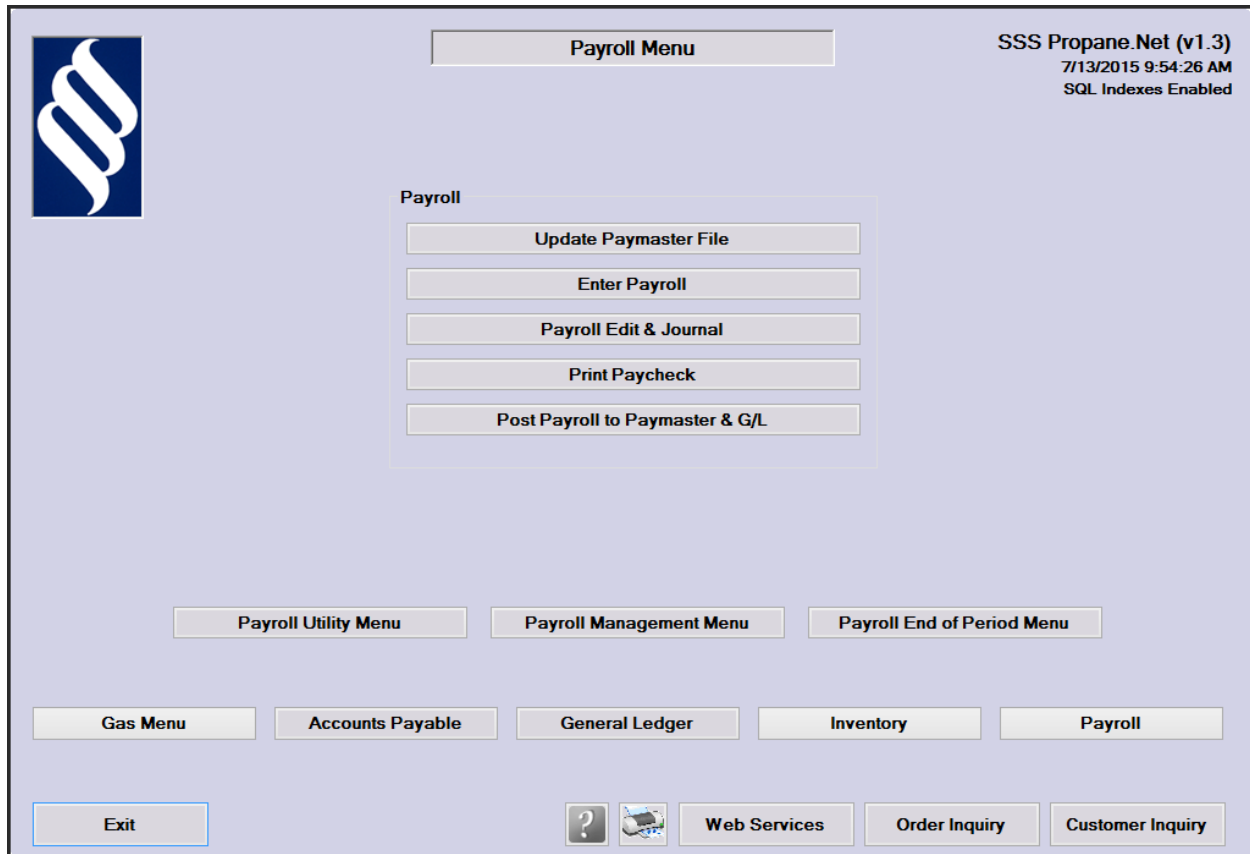 Payroll Menu
SSS Propane.Net (v1.3)
7/13/2015 9:54:26 AM
SQL Indexes Enabled
Payroll
Update Paymaster File
Enter Payroll
Payroll Edit & Journal
Print Paycheck
Post Payroll to Paymaster & G/L
Payroll Utility Menu
Payroll Management Menu
Payroll End of Period Menu
Gas Menu
Accounts Payable
General Ledger
Inventory
Payroll
Exit
?
Web Services
Order Inquiry
Customer Inquiry